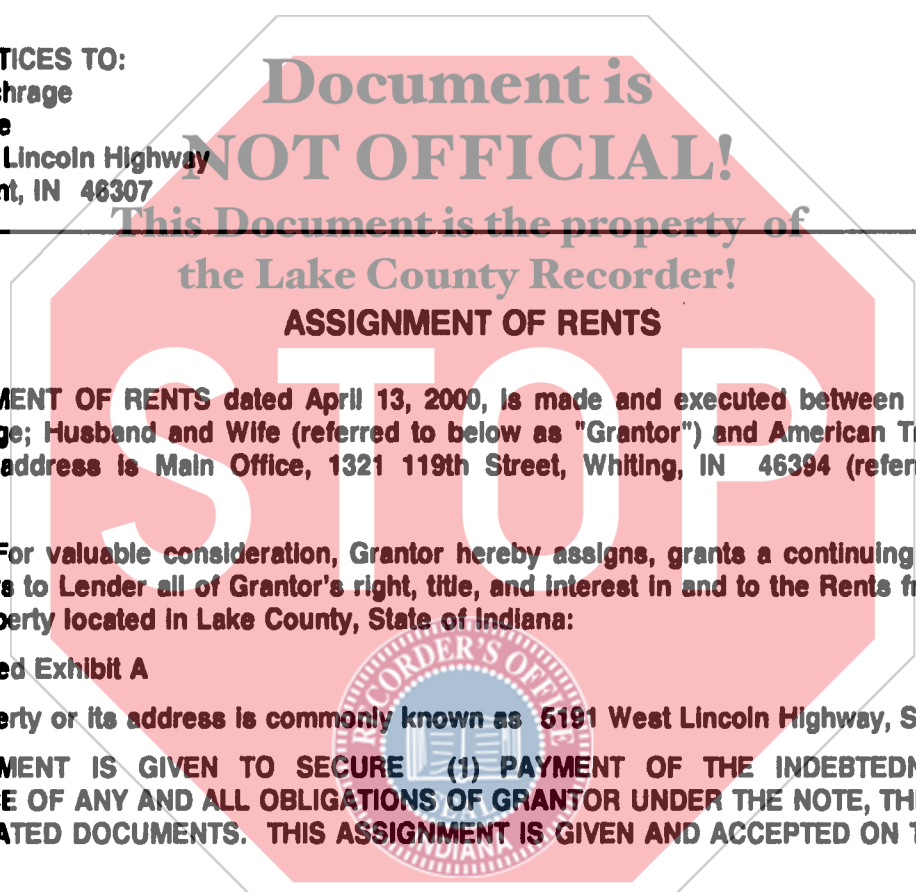 TICES TO:
hrage
e
Lincoln Highway
nt, IN 46307
Document is
NOT OFFICIAL!
This Document is the property of
the Lake County Recorder!
ASSIGNMENT OF RENTS
STOP
MENT OF RENTS dated April 13, 2000, is made and executed between
ge; Husband and Wife (referred to below as "Grantor") and American Tr
address is Main Office, 1321 119th Street, Whiting, IN 46394 (refer
For valuable consideration, Grantor hereby assigns, grants a continuing
s to Lender all of Grantor's right, title, and interest in and to the Rents fr
perty located in Lake County, State of Indiana:
ed Exhibit A
erty or its address is commonly known as 5191 West Lincoln Highway, S
MENT IS GIVEN TO SECURE (1) PAYMENT OF THE INDEBTEDN
E OF ANY AND ALL OBLIGATIONS OF GRANTOR UNDER THE NOTE, TH
ATED DOCUMENTS. THIS ASSIGNMENT IS GIVEN AND ACCEPTED ON T
RECORDER'S OFFICE
INDIANA